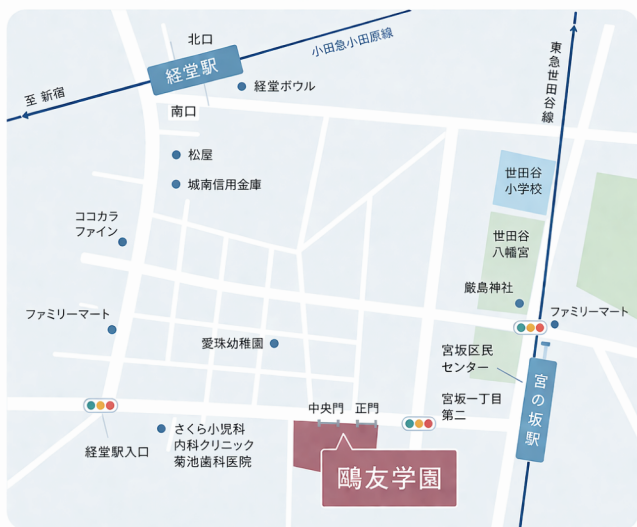 北口
小田急小田原線
経堂駅
経堂ボウル
至 新宿
南口
東急世田谷線
松屋
城南信用金庫
世田谷
小学校
ココカラ
ファイン
世田谷
八幡宮
厳島神社
ファミリーマート
ファミリーマート
愛珠幼稚園
宮坂区民
センター
宮の坂駅
中央門
正門
宮坂一丁目
第二
さくら小児科
内科クリニック
菊池歯科医院
経堂駅入口
鷗友学園